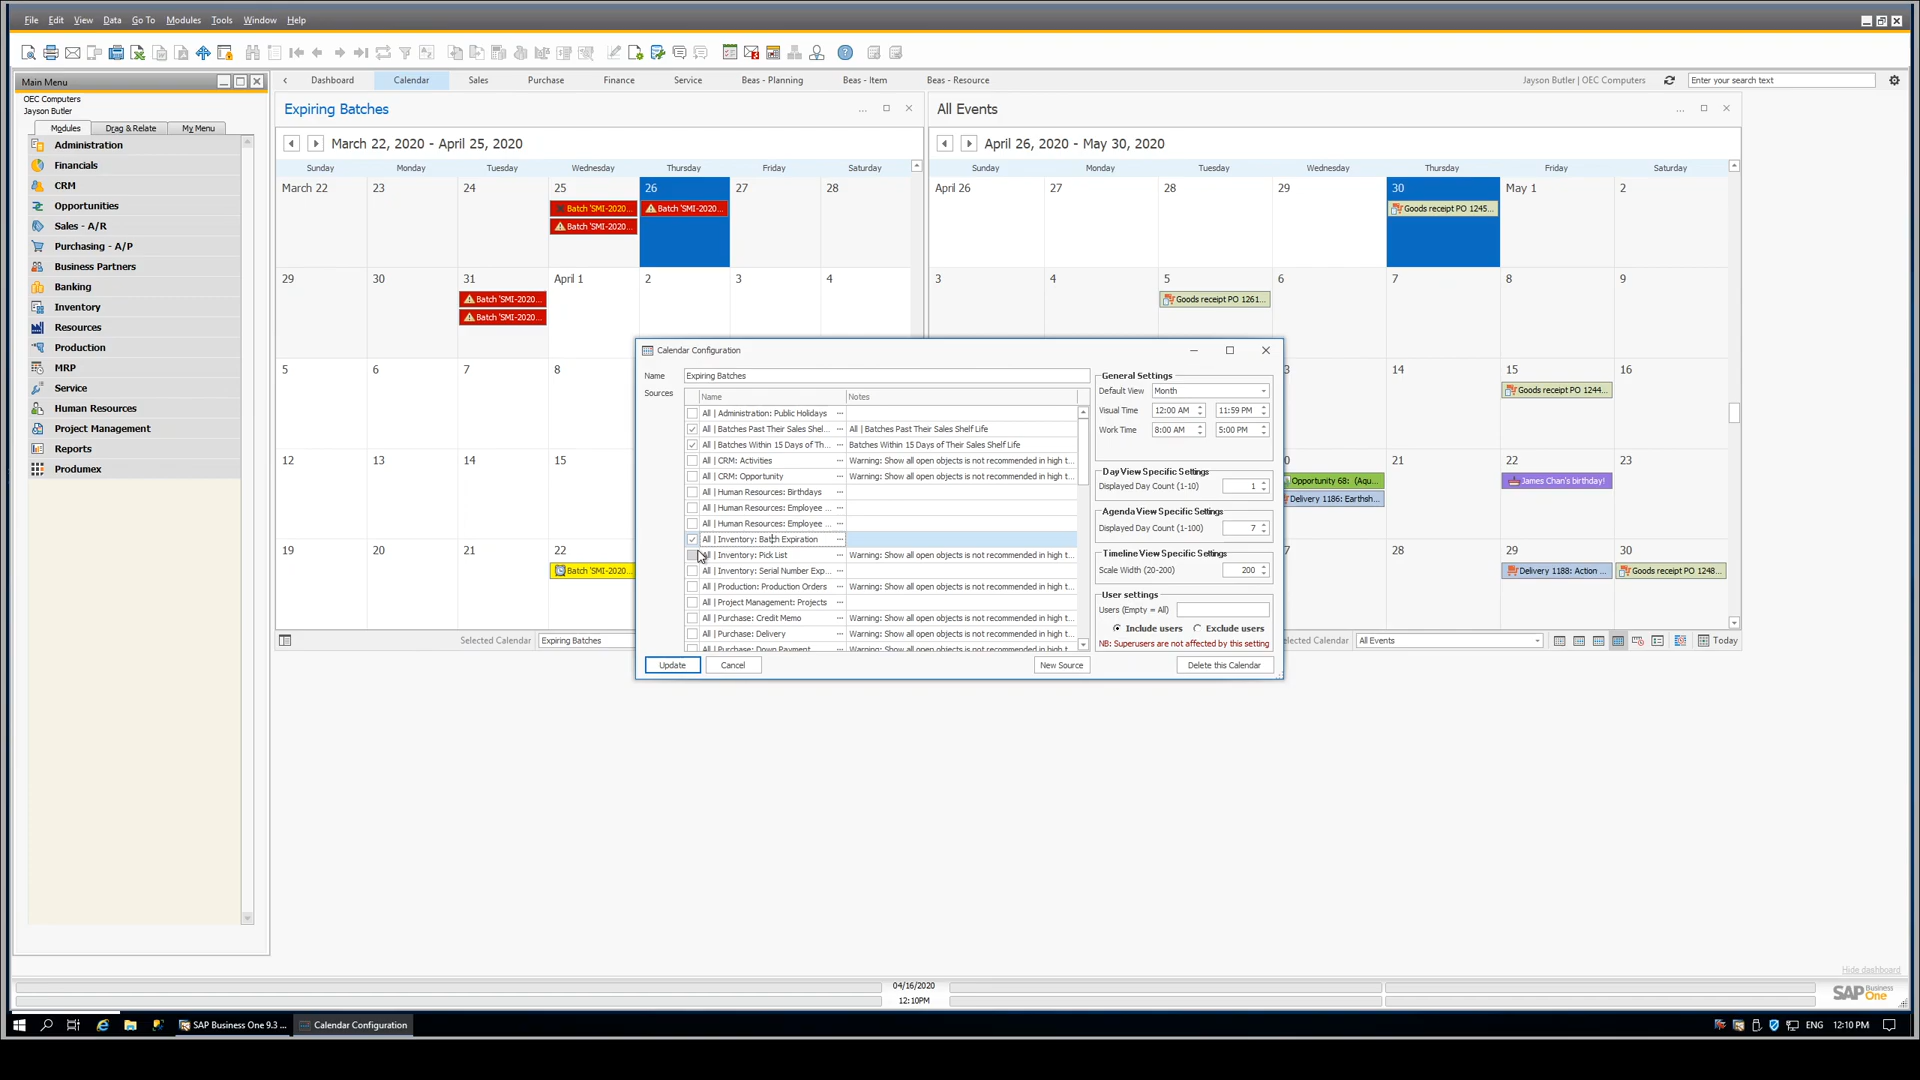 File Edit View Data Go To Modules Tools Window Help
Main Menu
OEC Computers
Jayson Butler
Modules Drag & Relate My Menu
Administration
Financials
CRM
Opportunities
Sales - A/R
Purchasing - A/P
Business Partners
Banking
Inventory
Resources
Production
MRP
Service
Human Resources
Project Management
Reports
Produmex
Dashboard Calendar Sales Purchase Finance Service Beas - Planning Beas - Item Beas - Resource
Jayson Butler | OEC Computers
Enter your search text
Expiring Batches
March 22, 2020 - April 25, 2020
Sunday Monday Tuesday Wednesday Thursday Friday Saturday
March 22 23 24 25 26 27 28
Batch 'SMI-2020... Batch 'SMI-2020...
Batch 'SMI-2020...
29 30 31 April 1 2 3 4
Batch 'SMI-2020...
Batch 'SMI-2020...
5 6 7 8
12 13 14 15
19 20 21 22
Batch 'SMI-2020...
Selected Calendar Expiring Batches
All Events
April 26, 2020 - May 30, 2020
Sunday Monday Tuesday Wednesday Thursday Friday Saturday
April 26 27 28 29 30 May 1 2
Goods receipt PO 1245...
3 4 5 6 7 8 9
Goods receipt PO 1261...
3 14 15 16
Goods receipt PO 1244...
0 21 22 23
Opportunity 68: (Aqu... James Chan's birthday!
Delivery 1186: Earthsh...
7 28 29 30
Delivery 1188: Action ... Goods receipt PO 1248...
elected Calendar All Events Today
Calendar Configuration
Name Expiring Batches
Sources
Name Notes
All | Administration: Public Holidays ...
All | Batches Past Their Sales Shel... ... All | Batches Past Their Sales Shelf Life
All | Batches Within 15 Days of Th... ... Batches Within 15 Days of Their Sales Shelf Life
All | CRM: Activities ... Warning: Show all open objects is not recommended in high t...
All | CRM: Opportunity ... Warning: Show all open objects is not recommended in high t...
All | Human Resources: Birthdays ...
All | Human Resources: Employee ... ...
All | Human Resources: Employee ... ...
All | Inventory: Batch Expiration ...
All | Inventory: Pick List ... Warning: Show all open objects is not recommended in high t...
All | Inventory: Serial Number Exp... ...
All | Production: Production Orders ... Warning: Show all open objects is not recommended in high t...
All | Project Management: Projects ...
All | Purchase: Credit Memo ... Warning: Show all open objects is not recommended in high t...
All | Purchase: Delivery ... Warning: Show all open objects is not recommended in high t...
All | Purchase: Down Payment ... Warning: Show all open objects is not recommended in high t...
General Settings
Default View Month
Visual Time 12:00 AM 11:59 PM
Work Time 8:00 AM 5:00 PM
Day View Specific Settings
Displayed Day Count (1-10) 1
Agenda View Specific Settings
Displayed Day Count (1-100) 7
Timeline View Specific Settings
Scale Width (20-200) 200
User settings
Users (Empty = All)
Include users Exclude users
NB: Superusers are not affected by this setting
Update Cancel New Source Delete this Calendar
Hide dashboard
04/16/2020
12:10PM
SAP Business One
SAP Business One 9.3 ... Calendar Configuration
ENG 12:10 PM